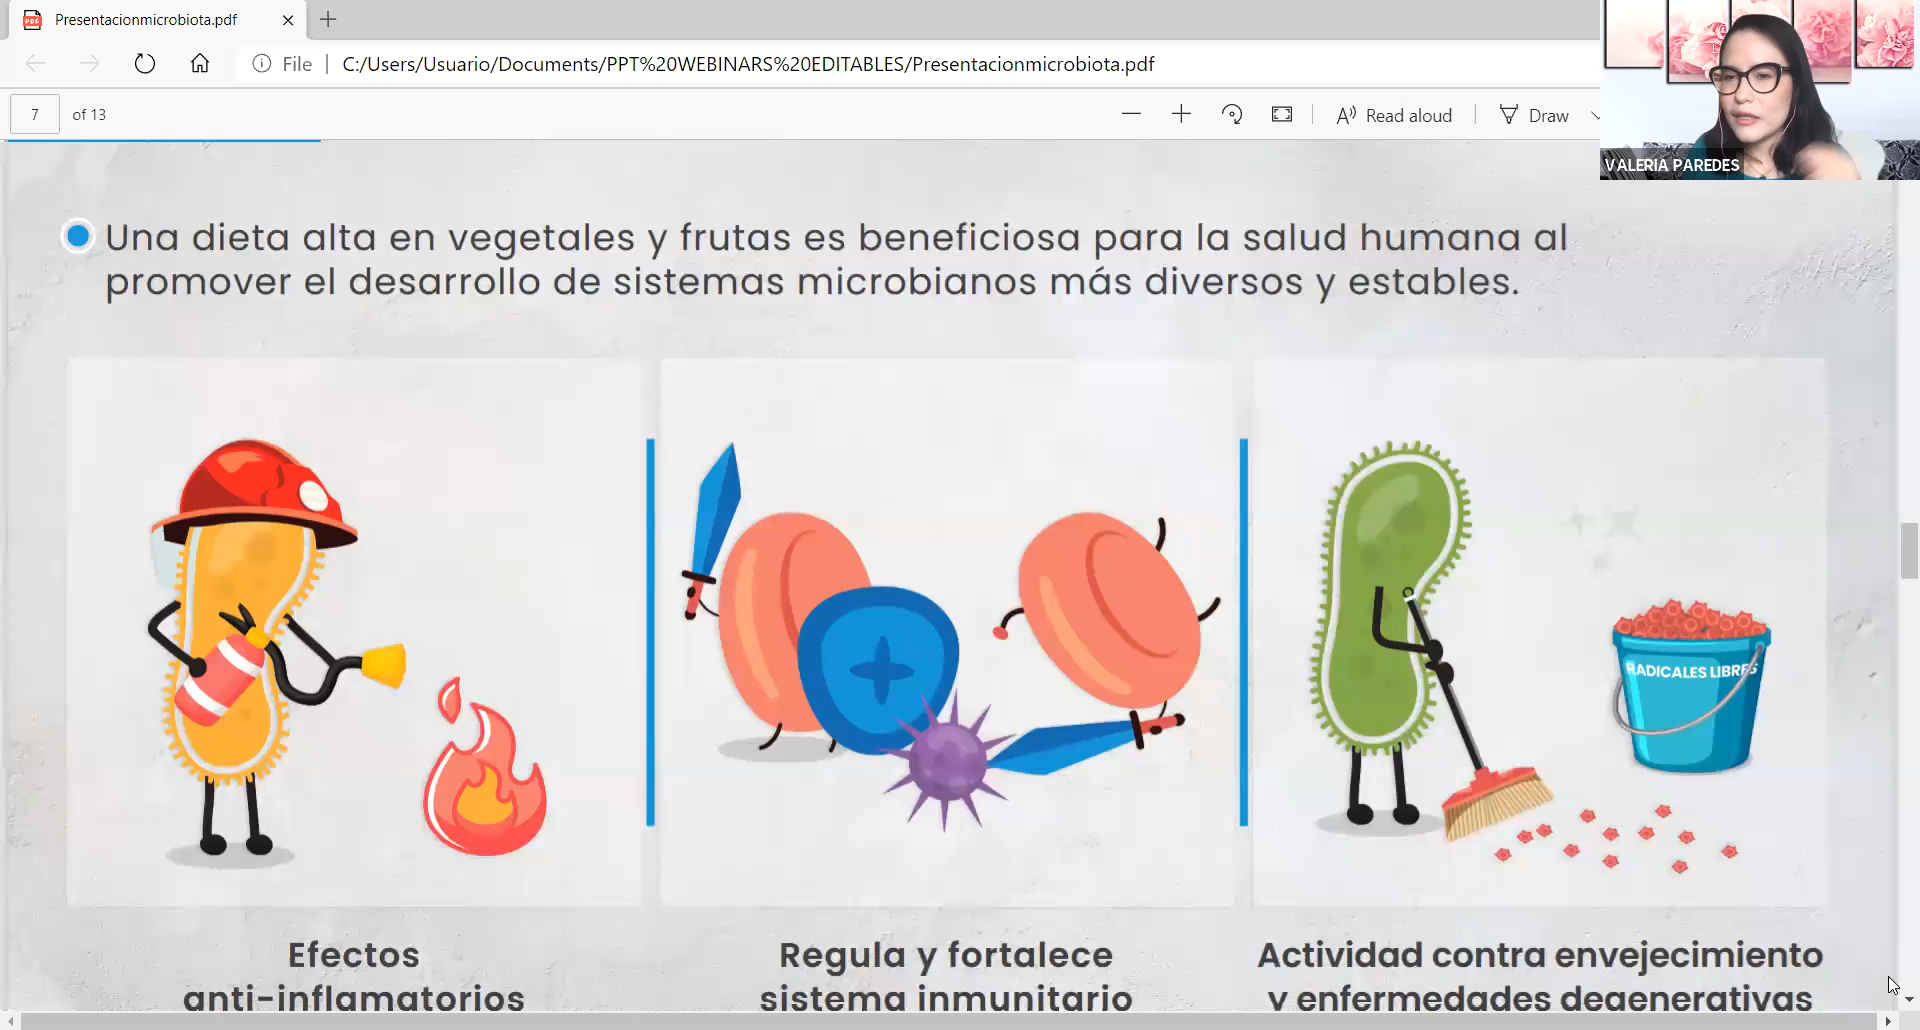 Presentacionmicrobiota.pdf
File | C:/Users/Usuario/Documents/PPT%20WEBINARS%20EDITABLES/Presentacionmicrobiota.pdf
7 of 13
Read aloud
Draw
VALERIA PAREDES
Una dieta alta en vegetales y frutas es beneficiosa para la salud humana al
promover el desarrollo de sistemas microbianos más diversos y estables.
RADICALES LIBRES
Efectos
anti-inflamatorios
Regula y fortalece
sistema inmunitario
Actividad contra envejecimiento
y enfermedades degenerativas